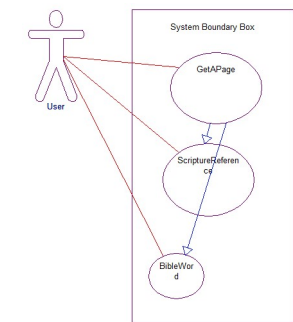 System Boundary Box
GetAPage
User
ScriptureReferen
ce
BibleWor
d